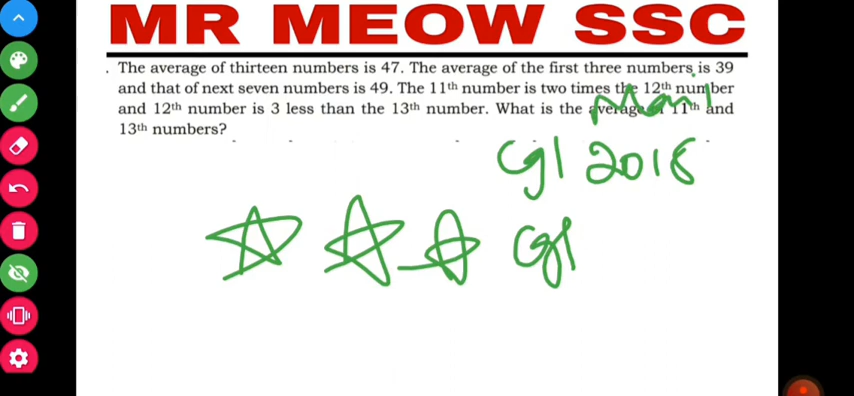 MR MEOW SSC
. The average of thirteen numbers is 47. The average of the first three numbers is 39
and that of next seven numbers is 49. The 11th number is two times the 12th number
and 12th number is 3 less than the 13th number. What is the average of 11th and
13th numbers?
Mani
CGl 2018
CGl